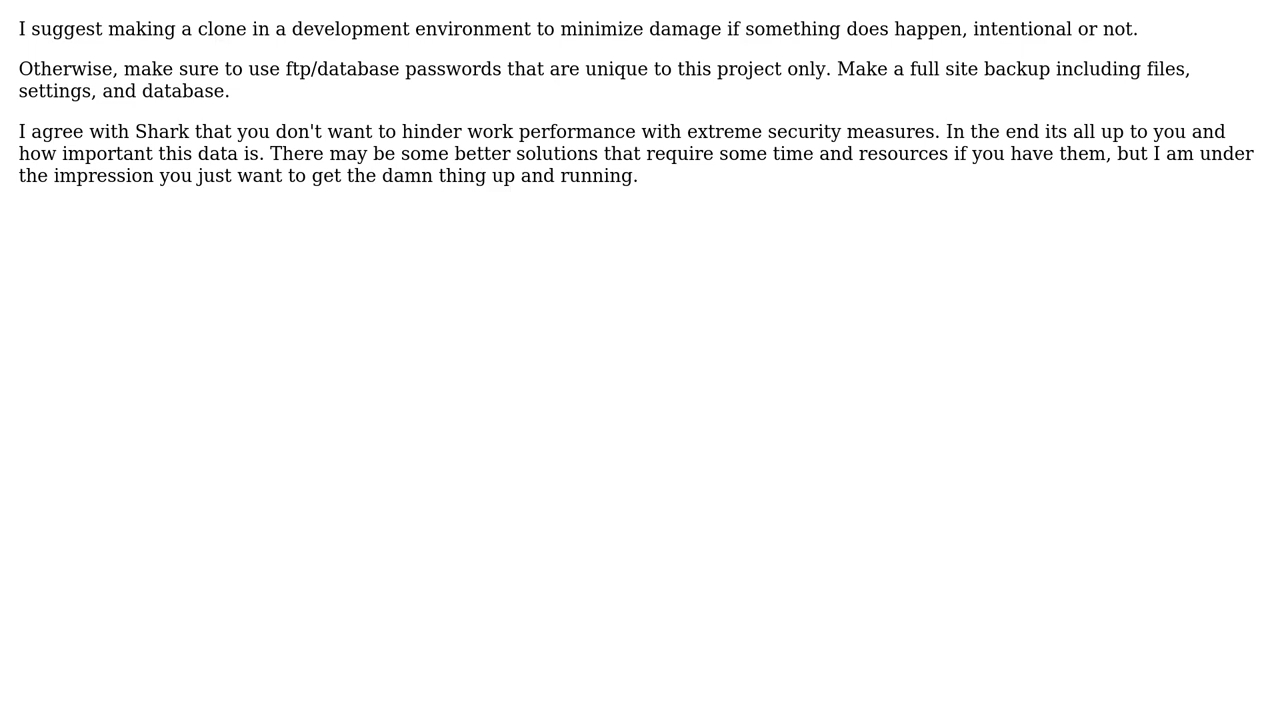 I suggest making a clone in a development environment to minimize damage if something does happen, intentional or not.
Otherwise, make sure to use ftp/database passwords that are unique to this project only. Make a full site backup including files,
settings, and database.
I agree with Shark that you don't want to hinder work performance with extreme security measures. In the end its all up to you and
how important this data is. There may be some better solutions that require some time and resources if you have them, but I am under
the impression you just want to get the damn thing up and running.